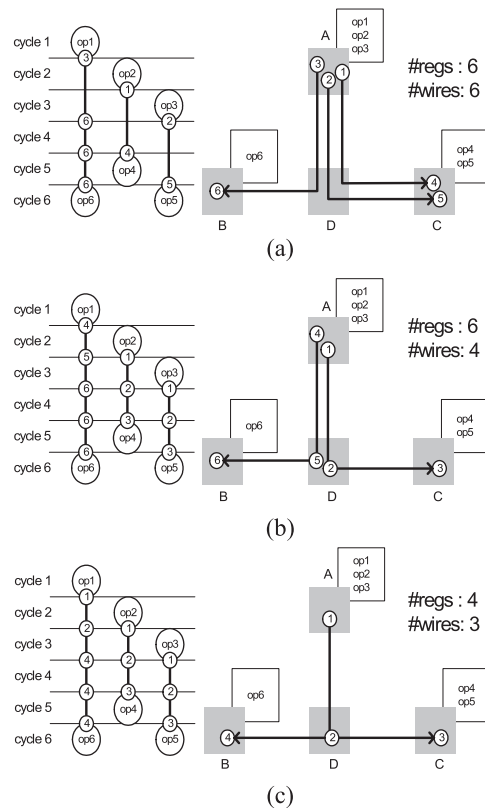 cycle 1
cycle 2
cycle 3
cycle 4
cycle 5
cycle 6
op1
3
op2
1
op3
6
2
6
4
op4
6
5
op6
op5
A
op1
op2
op3
3
2
1
#regs : 6
#wires: 6
op6
op4
op5
6
4
5
B
D
C
(a)
cycle 1
cycle 2
cycle 3
cycle 4
cycle 5
cycle 6
op1
4
op2
5
1
op3
6
2
1
6
3
2
op4
6
3
op6
op5
A
op1
op2
op3
4
1
#regs : 6
#wires: 4
op6
op4
op5
6
5
2
3
B
D
C
(b)
cycle 1
cycle 2
cycle 3
cycle 4
cycle 5
cycle 6
op1
1
op2
2
1
op3
4
2
1
4
3
2
op4
4
3
op6
op5
A
op1
op2
op3
1
#regs : 4
#wires: 3
op6
op4
op5
4
2
3
B
D
C
(c)